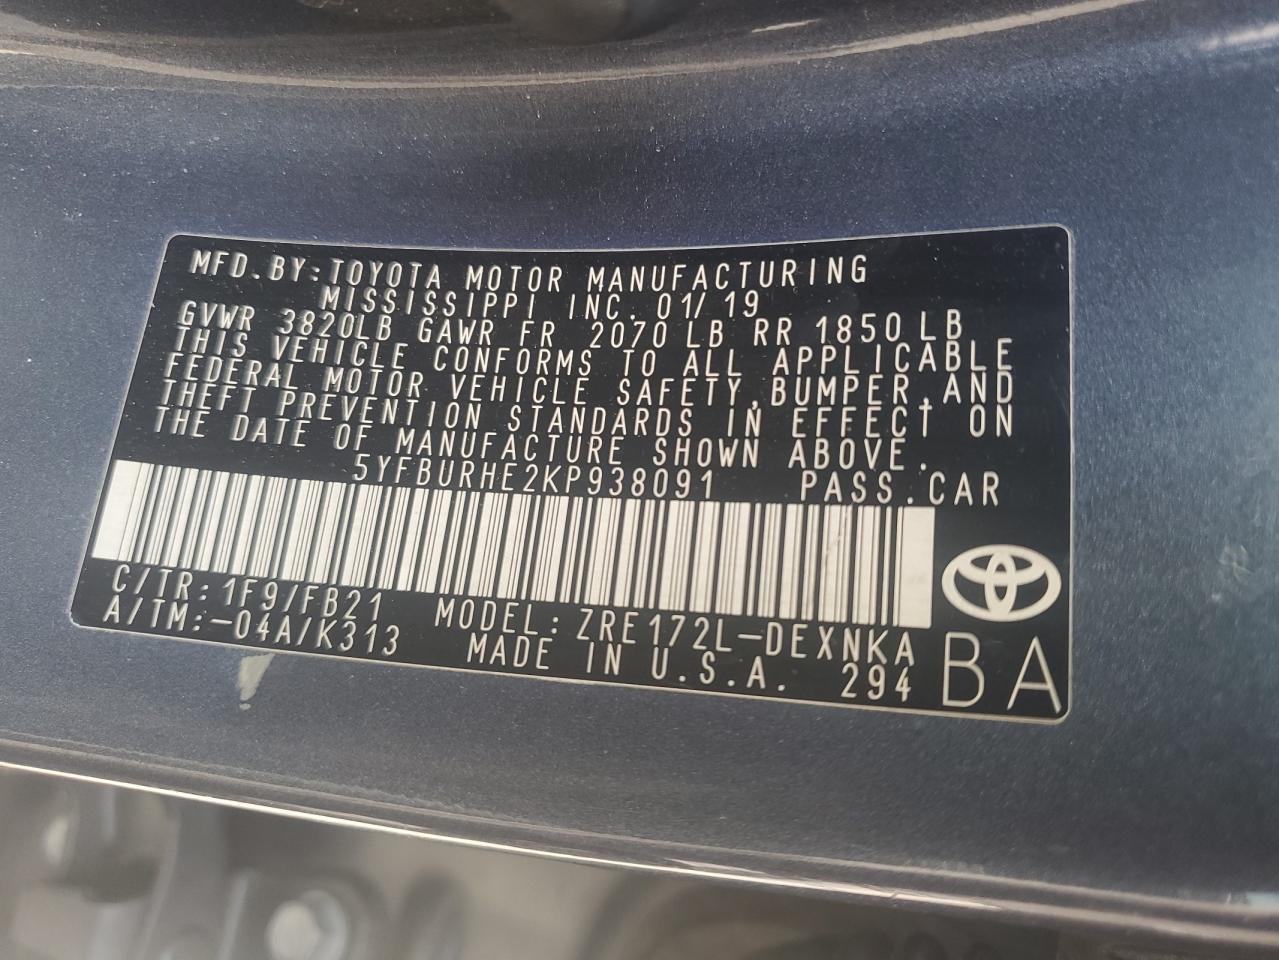 MFD.BY:TOYOTA MOTOR MANUFACTURING
MISSISSIPPI INC. 01/19
GVWR 3820LB GAWR FR 2070 LB RR 1850 LB
THIS VEHICLE CONFORMS TO ALL APPLICABLE
FEDERAL MOTOR VEHICLE SAFETY,BUMPER,AND
THEFT PREVENTION STANDARDS IN EFFECT ON
THE DATE OF MANUFACTURE SHOWN ABOVE.
5YFBURHE2KP938091 PASS.CAR
C/TR:1F9/FB21 MODEL:ZRE172L-DEXNKA
A/TM:-04A/K313 MADE IN U.S.A. 294
BA